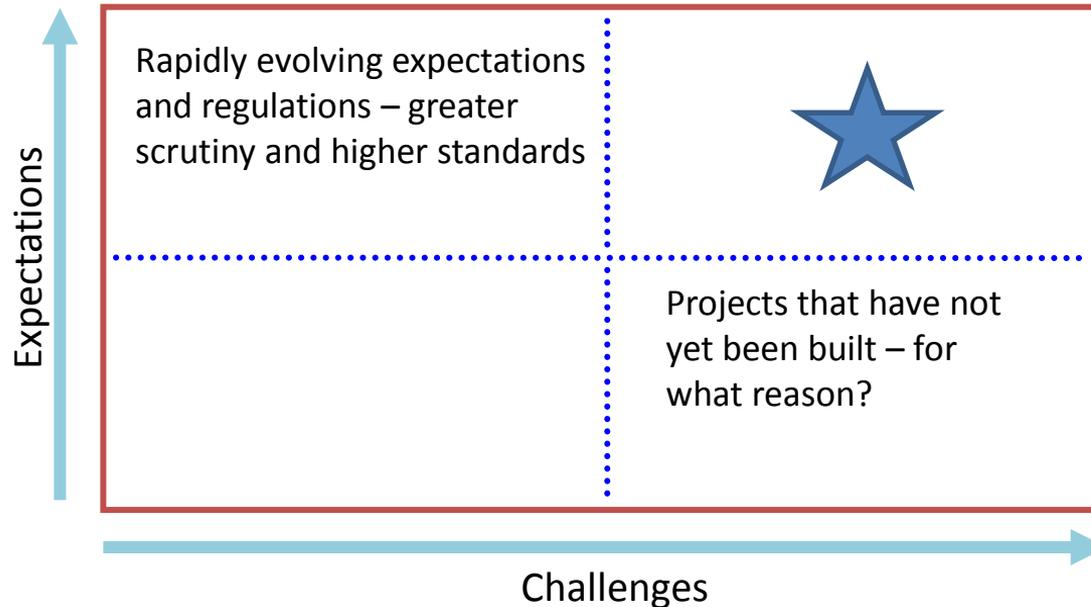 Rapidly evolving expectations
and regulations – greater
scrutiny and higher standards
Expectations
Projects that have not
yet been built – for
what reason?
Challenges